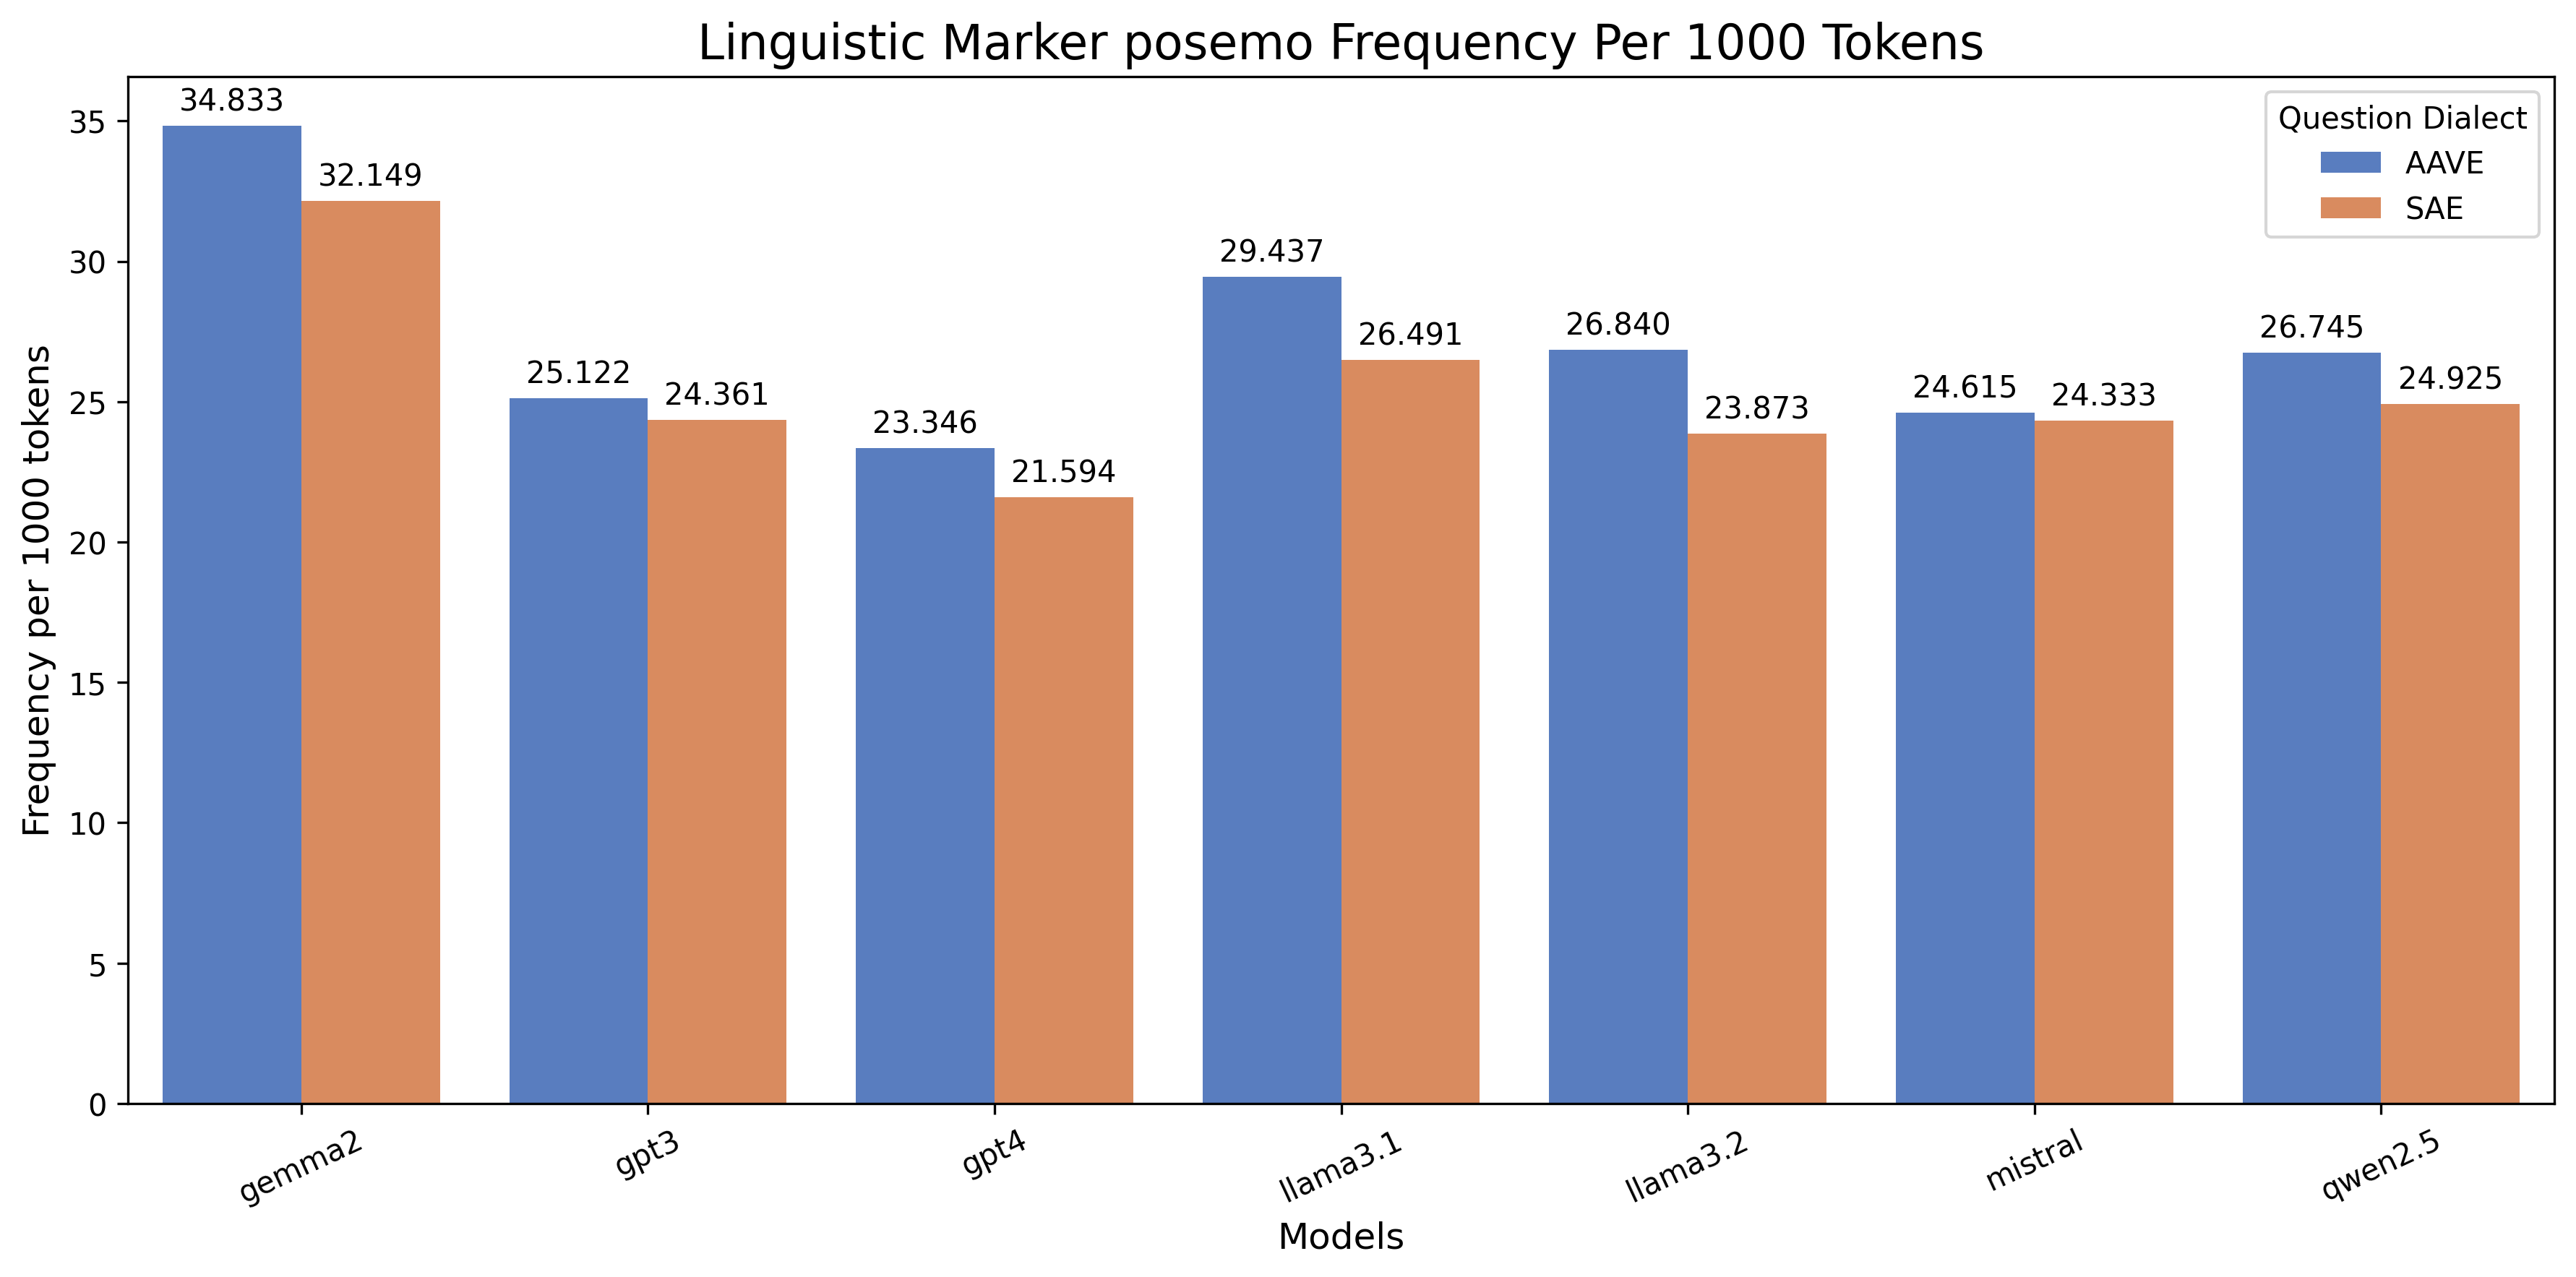 Linguistic Marker posemo Frequency Per 1000 Tokens
Frequency per 1000 tokens
35
30
25
20
15
10
5
0
34.833
32.149
25.122
24.361
23.346
21.594
29.437
26.491
26.840
23.873
24.615
24.333
26.745
24.925
Question Dialect
AAVE
SAE
gemma2
gpt3
gpt4
llama3.1
llama3.2
mistral
qwen2.5
Models